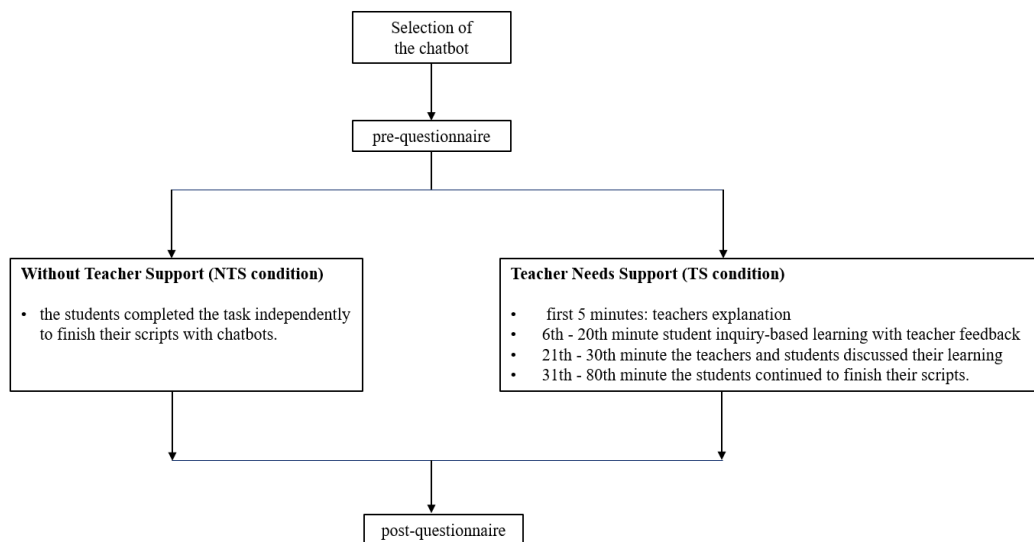 Selection of
the chatbot
pre-questionnaire
Without Teacher Support (NTS condition)
• the students completed the task independently
to finish their scripts with chatbots.
Teacher Needs Support (TS condition)
• first 5 minutes: teachers explanation
• 6th - 20th minute student inquiry-based learning with teacher feedback
• 21th - 30th minute the teachers and students discussed their learning
• 31th - 80th minute the students continued to finish their scripts.
post-questionnaire